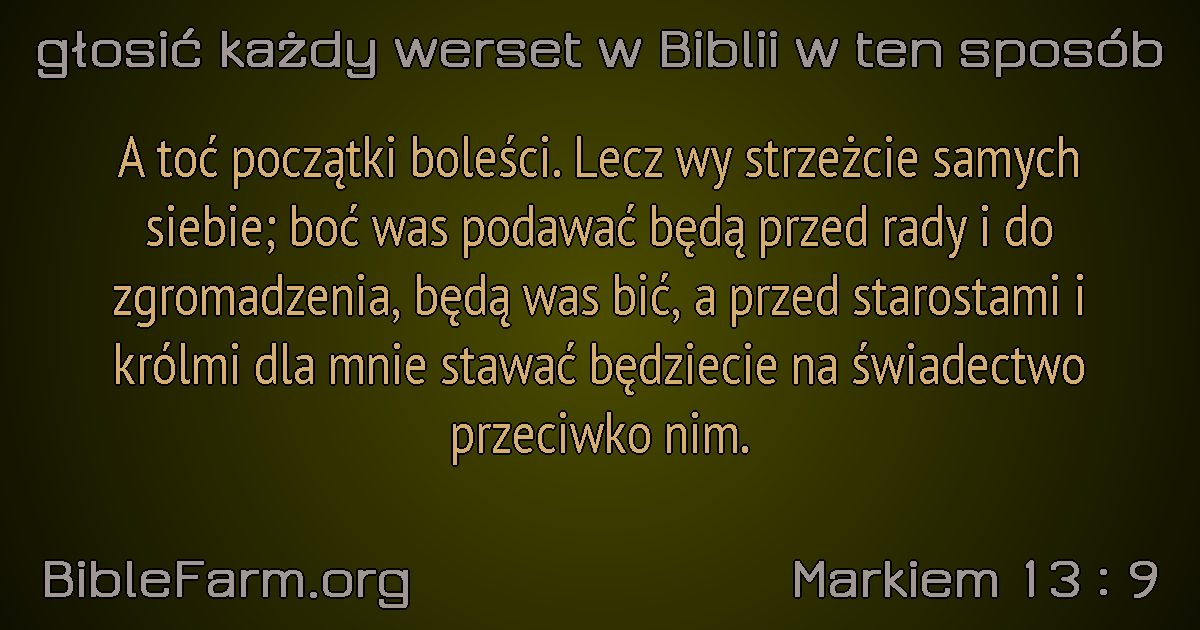 głosić każdy werset w Biblii w ten sposób
A toć początki boleści. Lecz wy strzeżcie samych
siebie; boć was podawać będą przed rady i do
zgromadzenia, będą was bić, a przed starostami i
królmi dla mnie stawać będziecie na świadectwo
przeciwko nim.
BibleFarm.org
Markiem 13 : 9